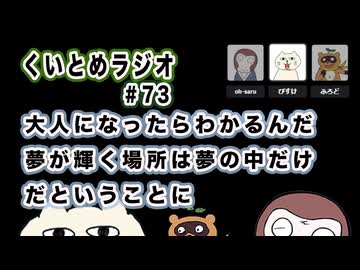 くいとめラジオ
#73
oh-saru
びすけ
ふろど
大人になったらわかるんだ
夢が輝く場所は夢の中だけ
だということに